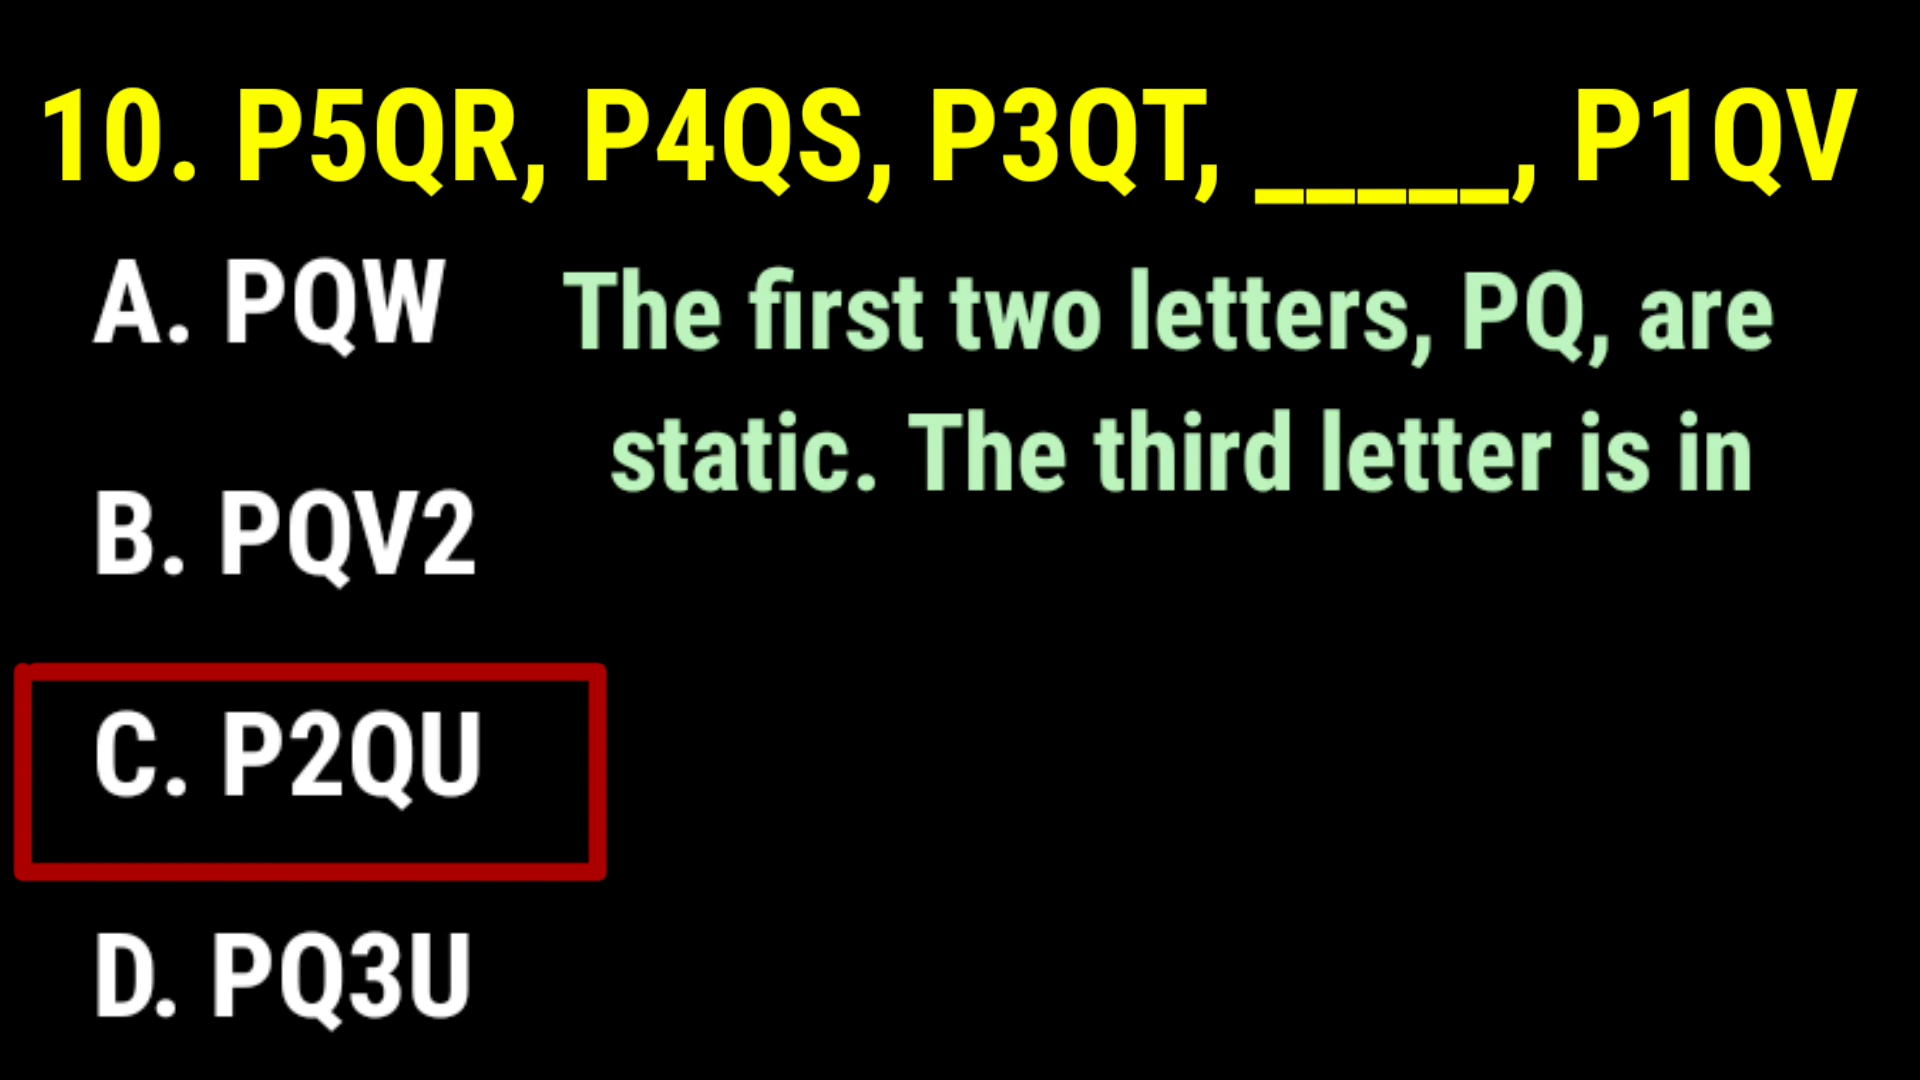 10. P5QR, P4QS, P3QT, _____, P1QV
A. PQW
The first two letters, PQ, are
static. The third letter is in
B. PQV2
C. P2QU
D. PQ3U